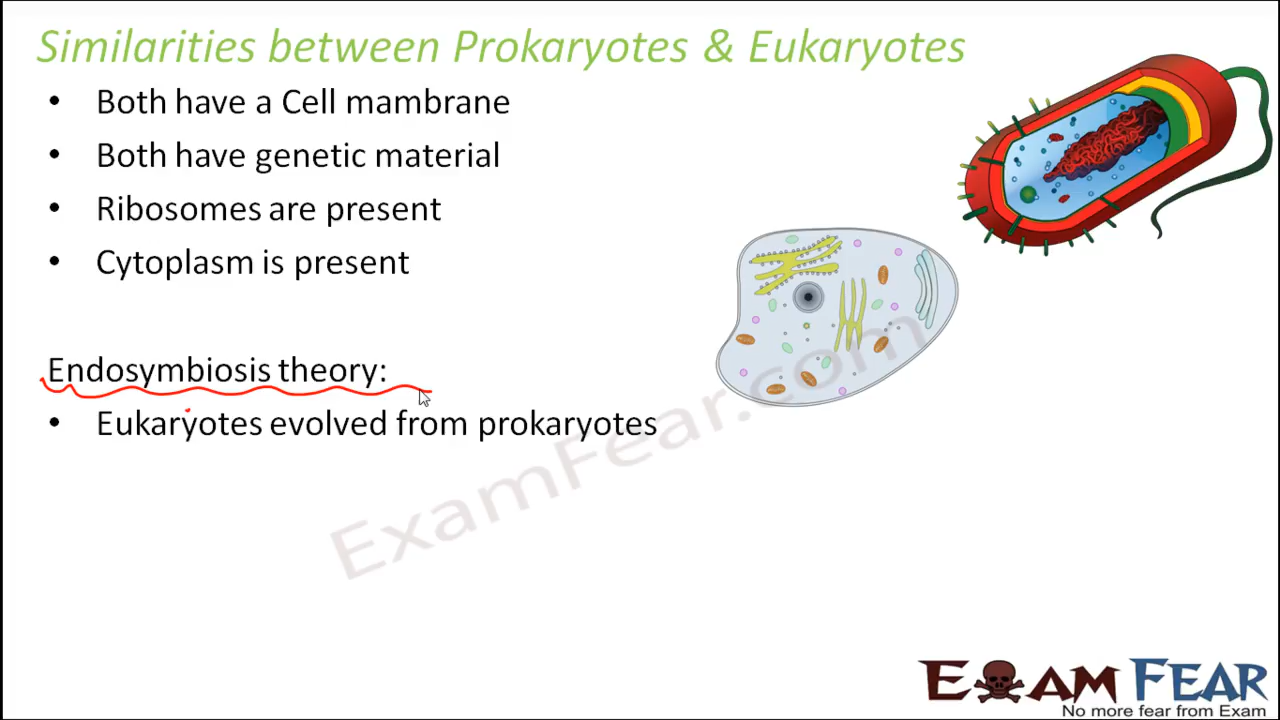 Similarities between Prokaryotes & Eukaryotes
• Both have a Cell mambrane
• Both have genetic material
• Ribosomes are present
• Cytoplasm is present
Endosymbiosis theory:
• Eukaryotes evolved from prokaryotes
ExamFear.com
EXAM FEAR
No more fear from Exam